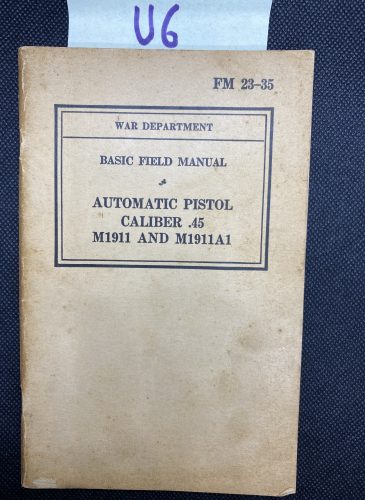 U6
FM 23-35
WAR DEPARTMENT
BASIC FIELD MANUAL
AUTOMATIC PISTOL
CALIBER .45
M1911 AND M1911A1